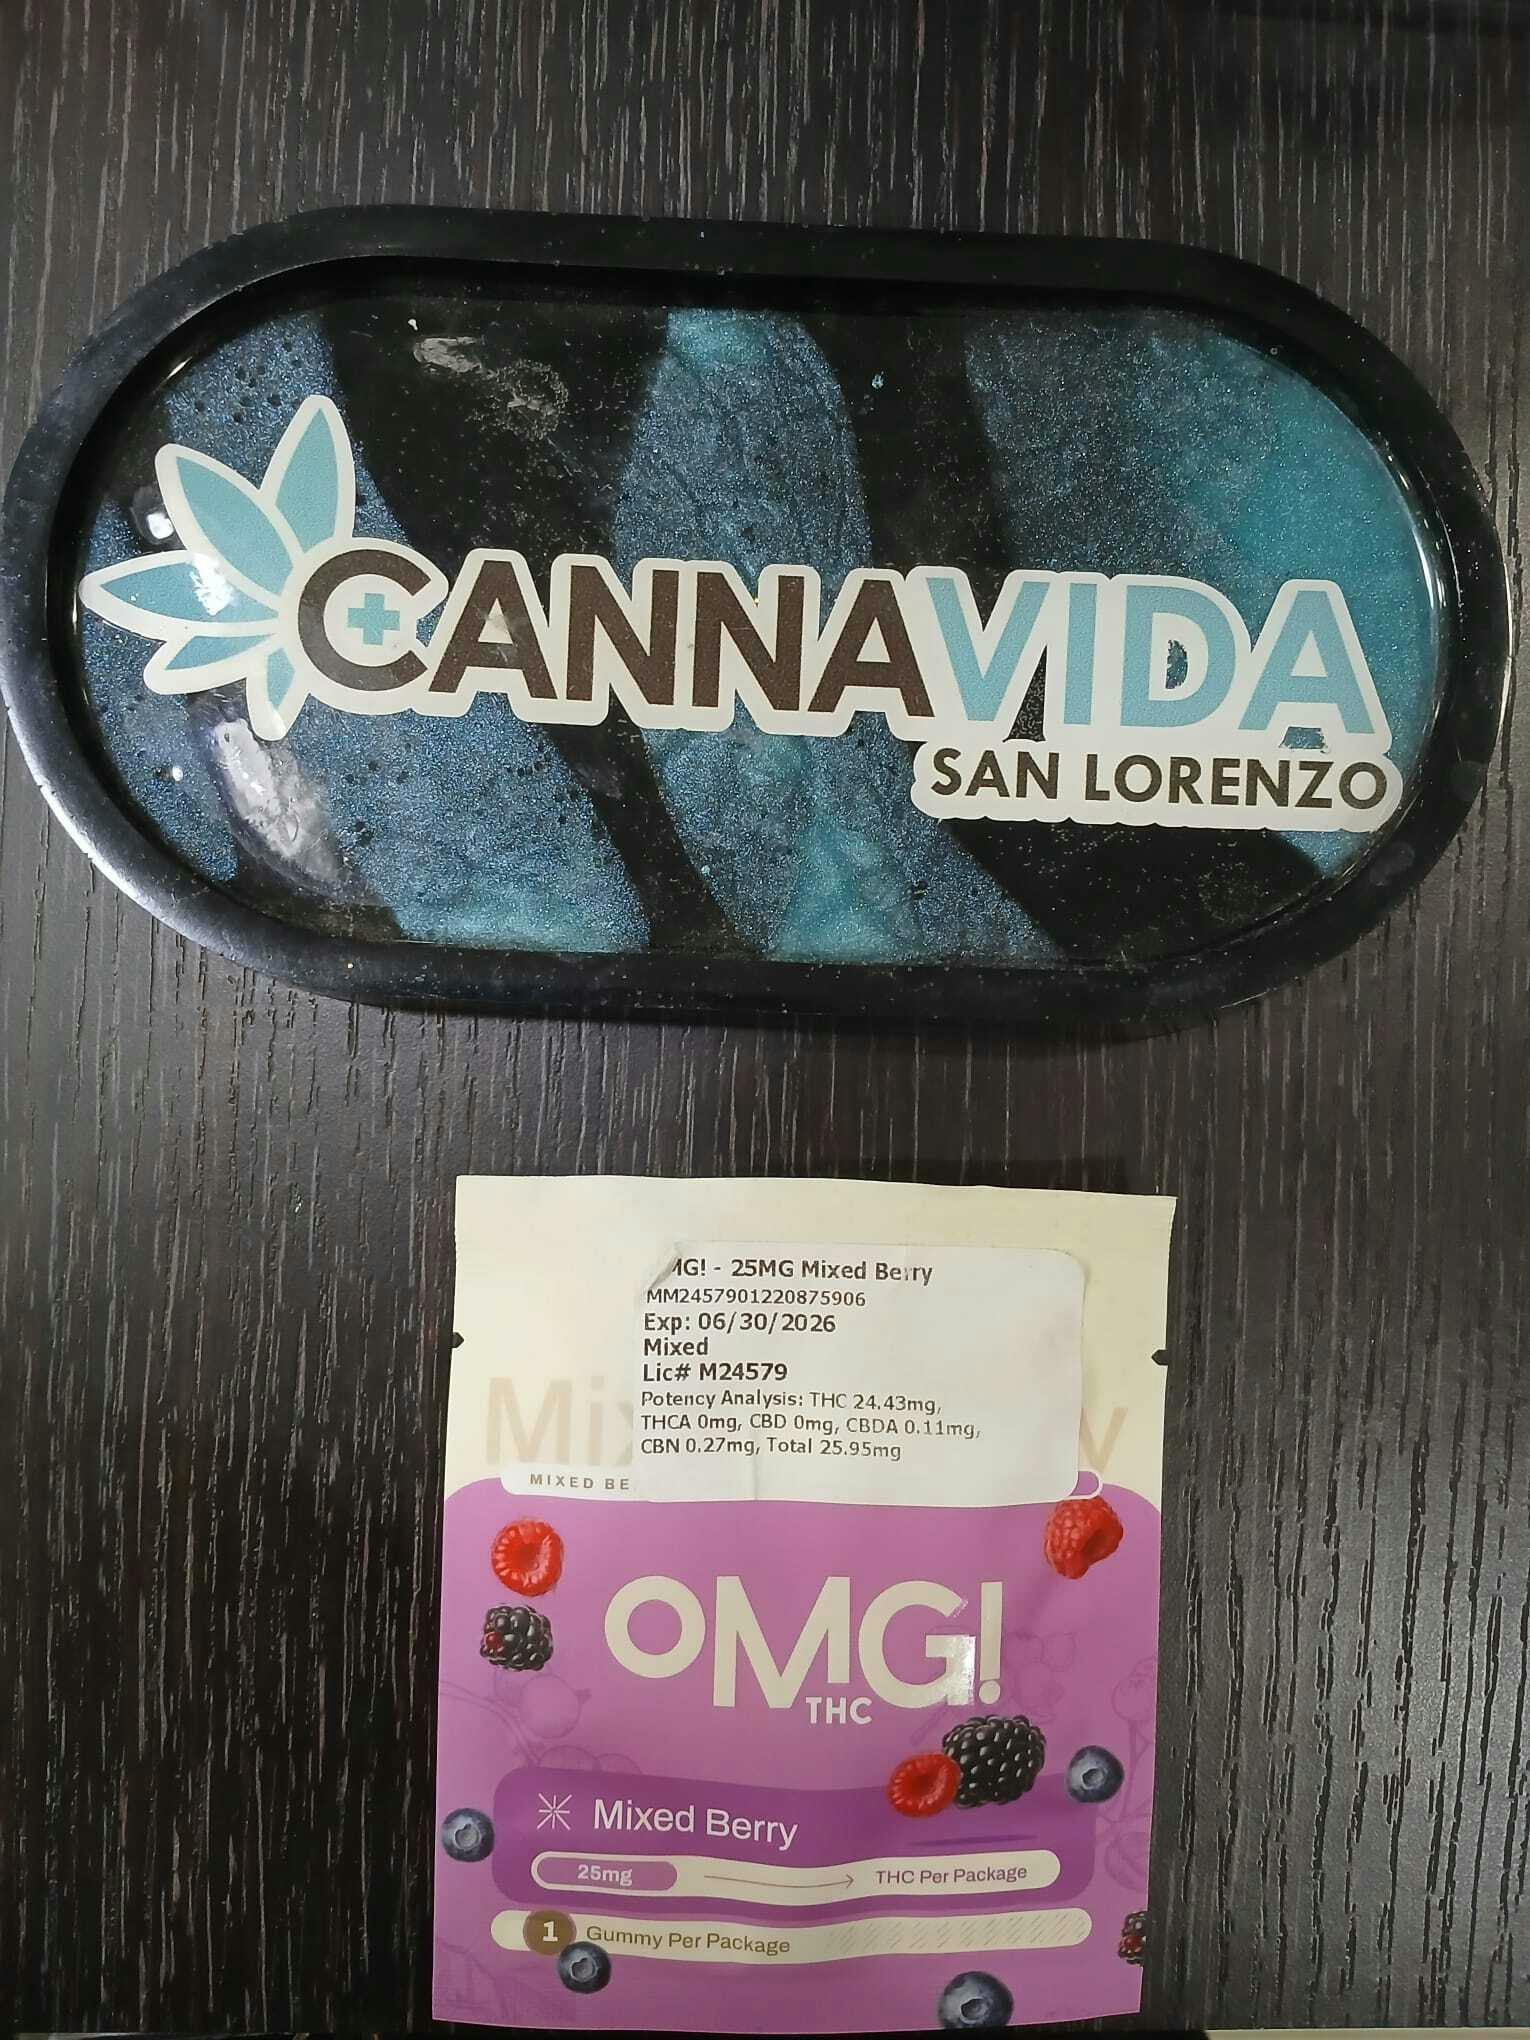 CANNAVIDA
SAN LORENZO
MG! - 25MG Mixed Berry
MM2457901220875906
Exp: 06/30/2026
Mixed
Lic# M24579
Potency Analysis: THC 24.43mg,
THCA 0mg, CBD 0mg, CBDA 0.11mg,
CBN 0.27mg, Total 25.95mg
MIXED BE
OMG!
THC
Mixed Berry
25mg THC Per Package
1 Gummy Per Package